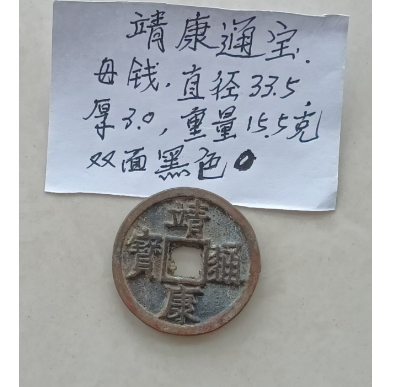 靖康通宝.
母钱.直径33.5,
厚3.0,重量15.5克
双面黑色
靖康通寳